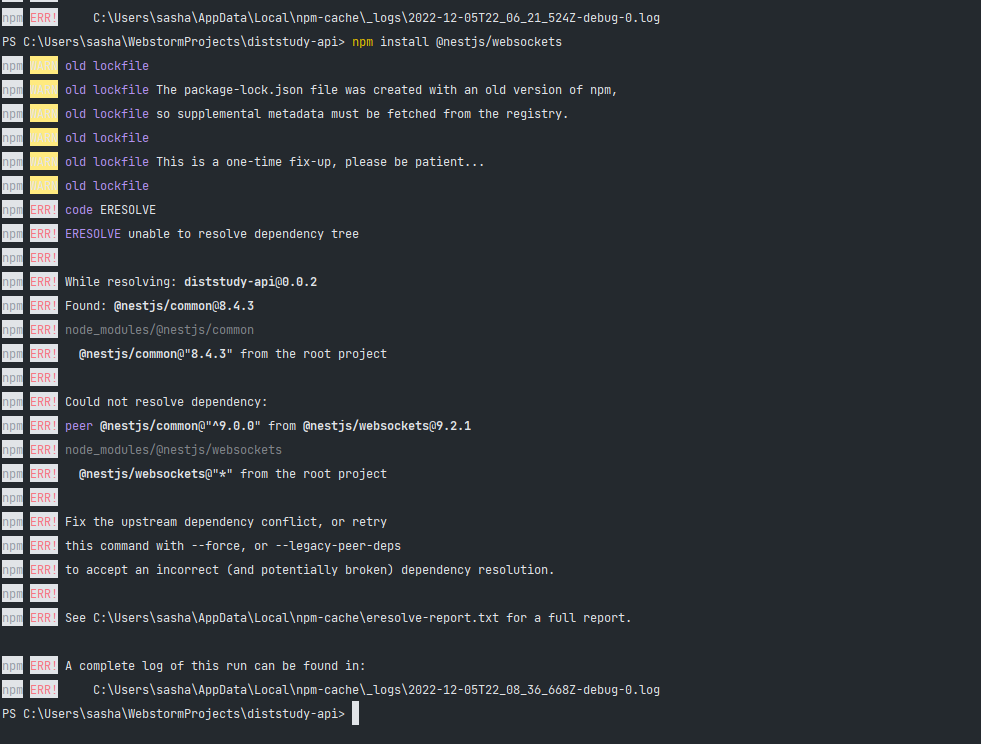 npm ERR!     C:\Users\sasha\AppData\Local\npm-cache\_logs\2022-12-05T22_06_21_524Z-debug-0.log
PS C:\Users\sasha\WebstormProjects\diststudy-api> npm install @nestjs/websockets
npm WARN old lockfile
npm WARN old lockfile The package-lock.json file was created with an old version of npm,
npm WARN old lockfile so supplemental metadata must be fetched from the registry.
npm WARN old lockfile
npm WARN old lockfile This is a one-time fix-up, please be patient...
npm WARN old lockfile
npm ERR! code ERESOLVE
npm ERR! ERESOLVE unable to resolve dependency tree
npm ERR!
npm ERR! While resolving: diststudy-api@0.0.2
npm ERR! Found: @nestjs/common@8.4.3
npm ERR! node_modules/@nestjs/common
npm ERR!   @nestjs/common@"8.4.3" from the root project
npm ERR!
npm ERR! Could not resolve dependency:
npm ERR! peer @nestjs/common@"^9.0.0" from @nestjs/websockets@9.2.1
npm ERR! node_modules/@nestjs/websockets
npm ERR!   @nestjs/websockets@"*" from the root project
npm ERR!
npm ERR! Fix the upstream dependency conflict, or retry
npm ERR! this command with --force, or --legacy-peer-deps
npm ERR! to accept an incorrect (and potentially broken) dependency resolution.
npm ERR!
npm ERR! See C:\Users\sasha\AppData\Local\npm-cache\eresolve-report.txt for a full report.
npm ERR! A complete log of this run can be found in:
npm ERR!     C:\Users\sasha\AppData\Local\npm-cache\_logs\2022-12-05T22_08_36_668Z-debug-0.log
PS C:\Users\sasha\WebstormProjects\diststudy-api>